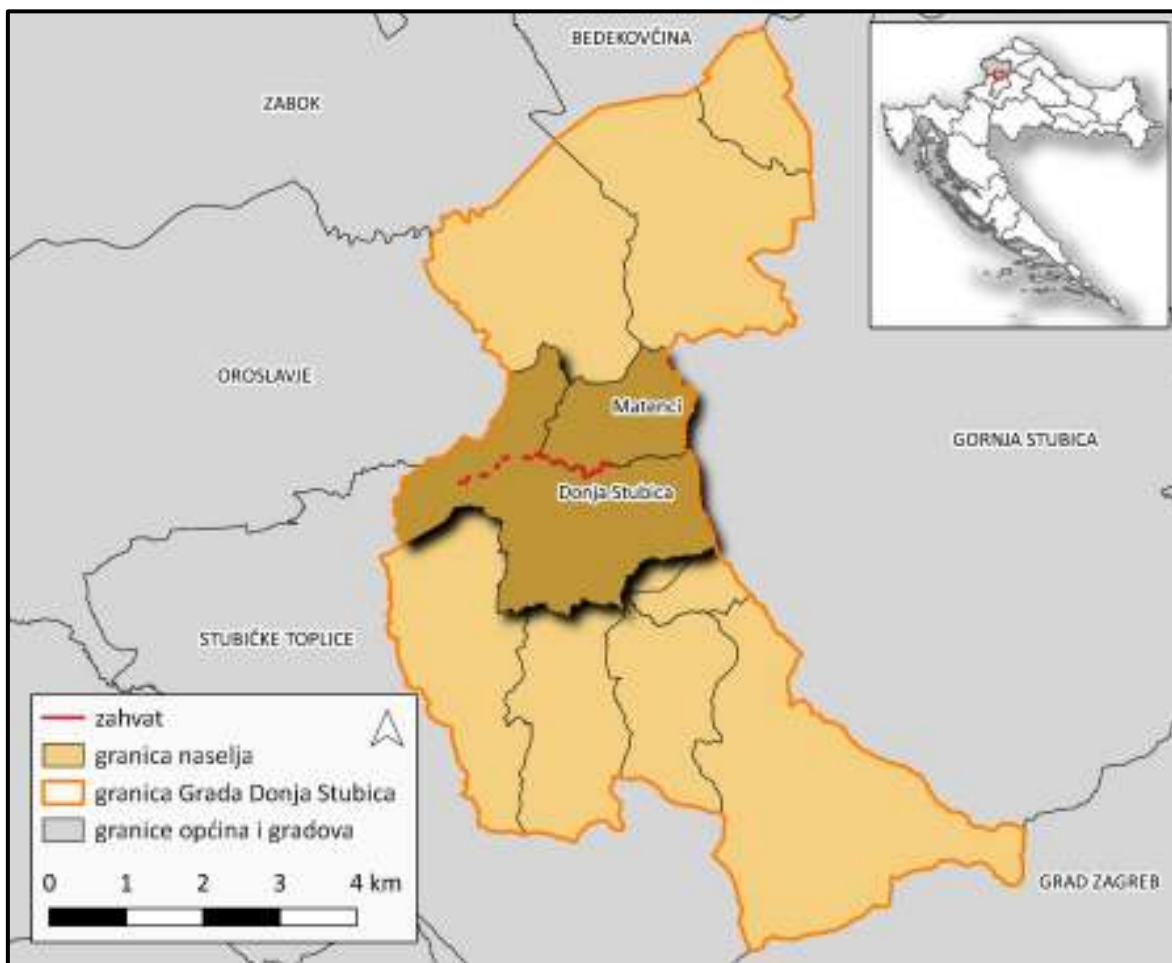 BEDEKOVČINA
ZABOK
OROSLAVJE
Matenci
GORNJA STUBICA
Donja Stubica
STUBIČKE TOPLICE
zahvat
granica naselja
granica Grada Donja Stubica
granice općina i gradova
0 1 2 3 4 km
GRAD ZAGREB